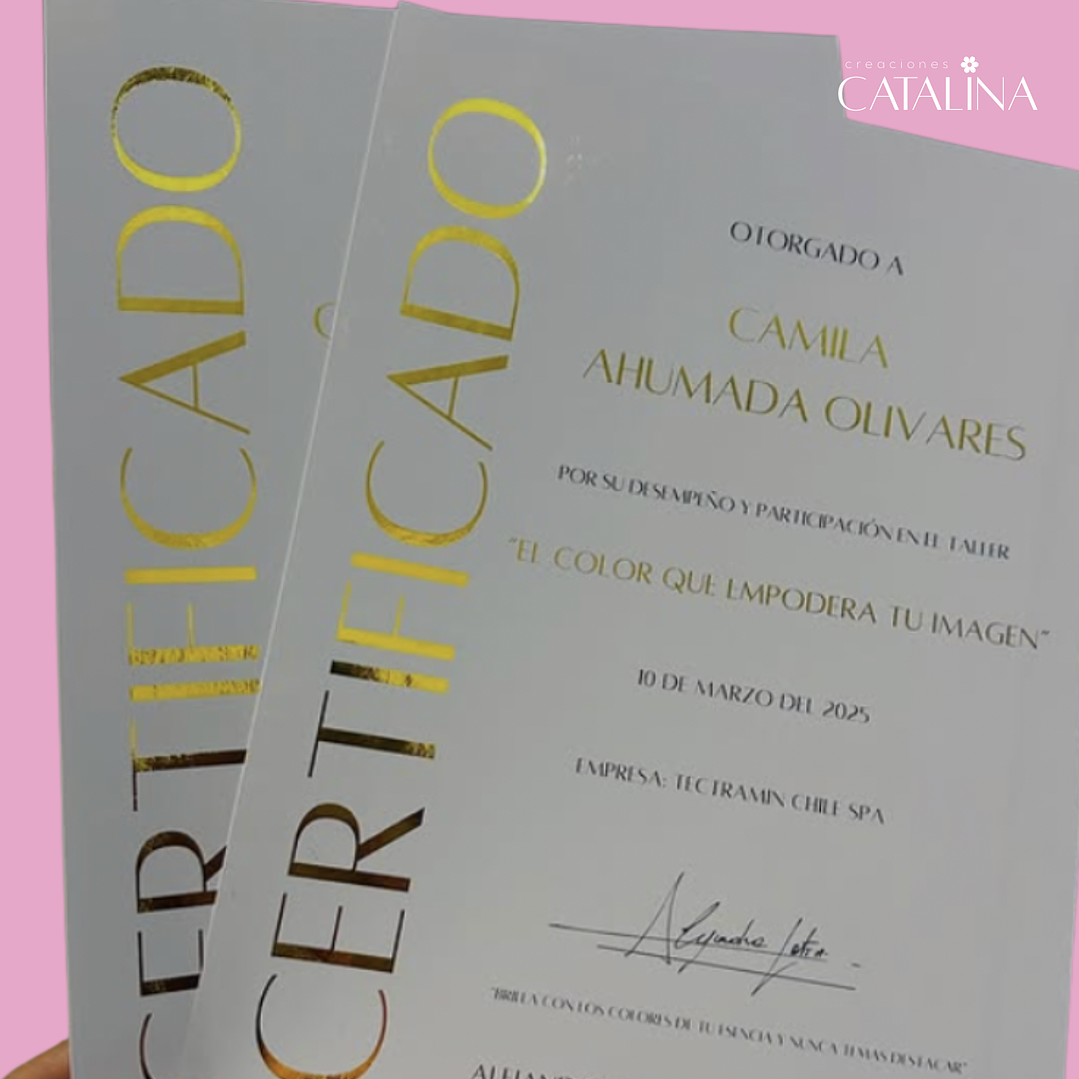 creaciones
CATALINA
CERTIFICADO
CERTIFICADO
OTORGADO A
CAMILA
AHUMADA OLIVARES
POR SU DESEMPEÑO Y PARTICIPACIÓN EN EL TALLER
"EL COLOR QUE EMPODERA TU IMAGEN"
10 DE MARZO DEL 2025
EMPRESA: TECTRAMIN CHILE SPA
"BRILLA CON LOS COLORES DE TU ESENCIA Y NUNCA TEMAS DESTACAR"